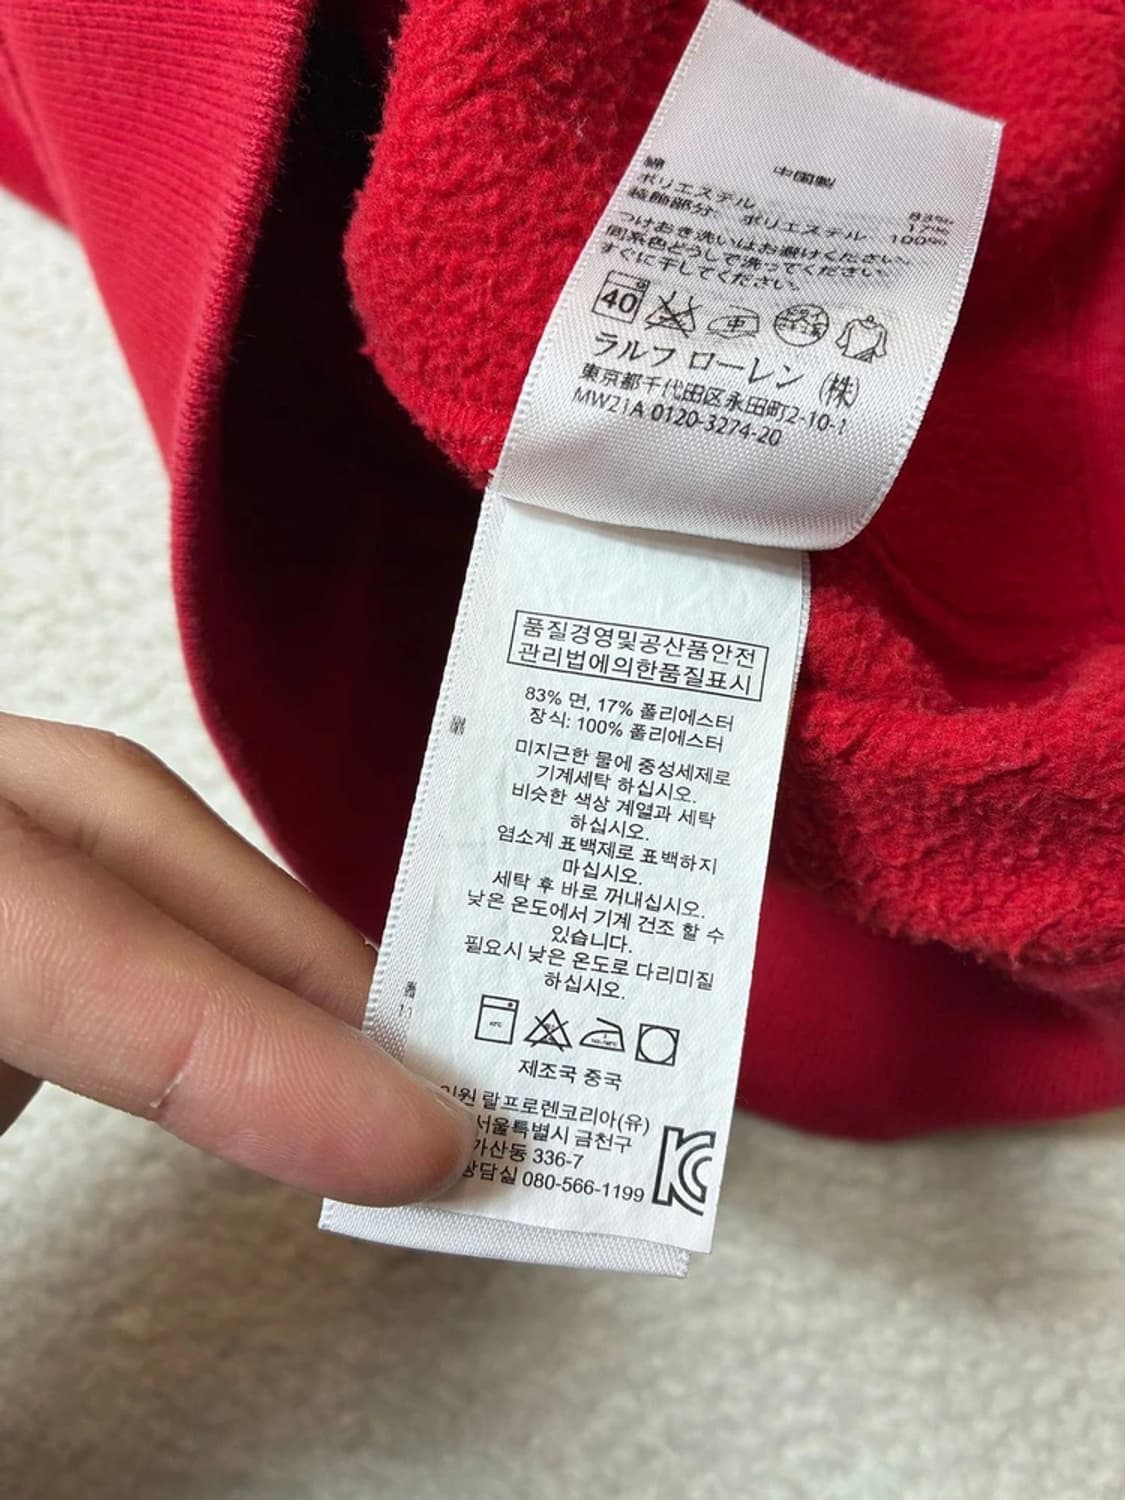 綿 中国製
ポリエステル 83%
装飾部分: ポリエステル 17%
100%
つけおき洗いはお避けください。
同系色どうしで洗ってください。
すぐに干してください。
40 中
ラルフ ローレン (株)
東京都千代田区永田町2-10-1
MW21A 0120-3274-20
품질경영및공산품안전
관리법에의한품질표시
83% 면, 17% 폴리에스터
장식: 100% 폴리에스터
미지근한 물에 중성세제로
기계세탁 하십시오.
비슷한 색상 계열과 세탁
하십시오.
염소계 표백제로 표백하지
마십시오.
세탁 후 바로 꺼내십시오.
낮은 온도에서 기계 건조 할 수
있습니다.
필요시 낮은 온도로 다리미질
하십시오.
제조국 중국
랄프로렌코리아(유)
서울특별시 금천구
가산동 336-7
상담실 080-566-1199